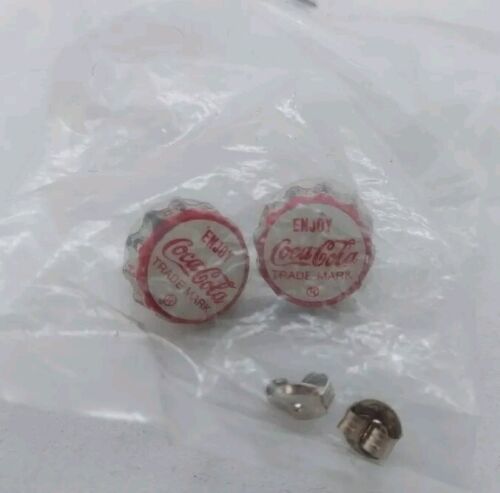 ENJOY
Coca-Cola
TRADE-MARK
®
ENJOY
Coca-Cola
TRADE-MARK
®